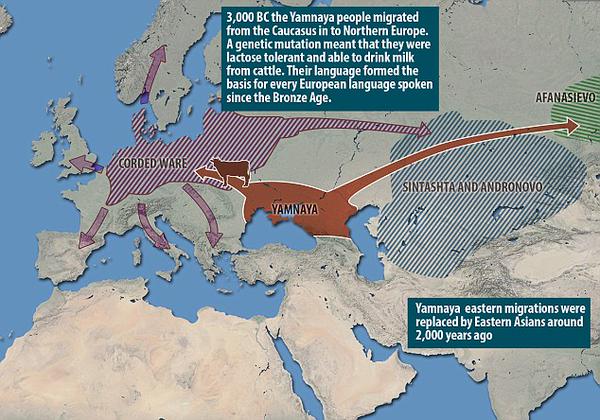 3,000 BC the Yamnaya people migrated
from the Caucasus in to Northern Europe.
A genetic mutation meant that they were
lactose tolerant and able to drink milk
from cattle. Their language formed the
basis for every European language spoken
since the Bronze Age.
AFANASIEVO
CORDED WARE
SINTASHTA AND ANDRONOVO
YAMNAYA
Yamnaya eastern migrations were
replaced by Eastern Asians around
2,000 years ago